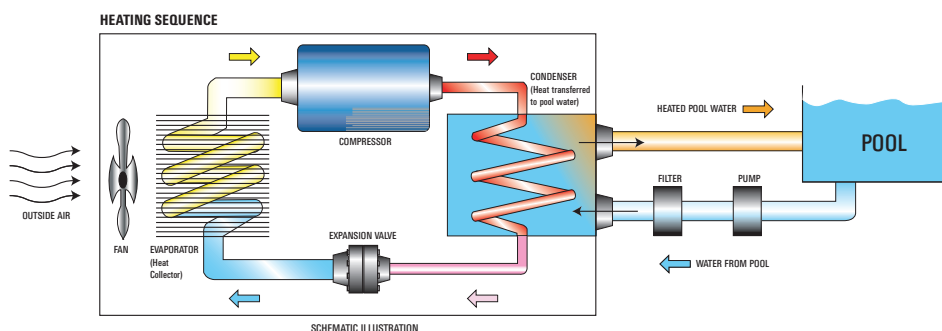 HEATING SEQUENCE
CONDENSER
(Heat transferred
to pool water)
HEATED POOL WATER
COMPRESSOR
POOL
FILTER
PUMP
OUTSIDE AIR
FAN
EVAPORATOR
(Heat
Collector)
EXPANSION VALVE
WATER FROM POOL
SCHEMATIC ILLUSTRATION